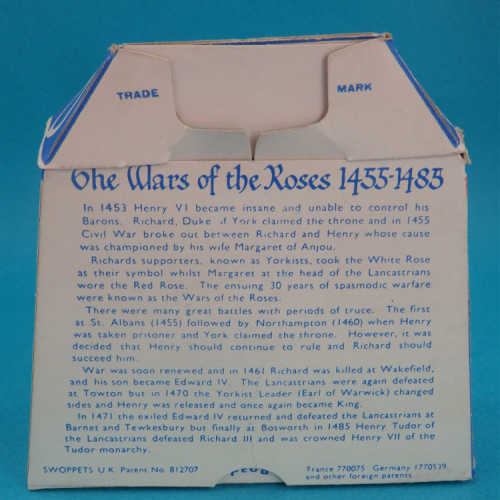 TRADE MARK
The Wars of the Roses 1455-1485
In 1453 Henry VI became insane and unable to control his
Barons. Richard, Duke of York claimed the throne and in 1455
Civil War broke out between Richard and Henry whose cause
was championed by his wife Margaret of Anjou.
Richards supporters, known as Yorkists, took the White Rose
as their symbol whilst Margaret at the head of the Lancastrians
wore the Red Rose. The ensuing 30 years of spasmodic warfare
were known as the Wars of the Roses.
There were many great battles with periods of truce. The first
at St. Albans (1455) followed by Northampton (1460) when Henry
was taken prisoner and York claimed the throne. However, it was
decided that Henry should continue to rule and Richard should
succeed him.
War was soon renewed and in 1461 Richard was killed at Wakefield,
and his son became Edward IV. The Lancastrians were again defeated
at Towton but in 1470 the Yorkist Leader (Earl of Warwick) changed
sides and Henry was released and once again became King.
In 1471 the exiled Edward IV returned and defeated the Lancastrians at
Barnet and Tewkesbury but finally at Bosworth in 1485 Henry Tudor of
the Lancastrians defeated Richard III and was crowned Henry VII of the
Tudor monarchy.
SWOPPETS U K Patent No. 812707
France 770075 Germany 1770539
and other foreign patents